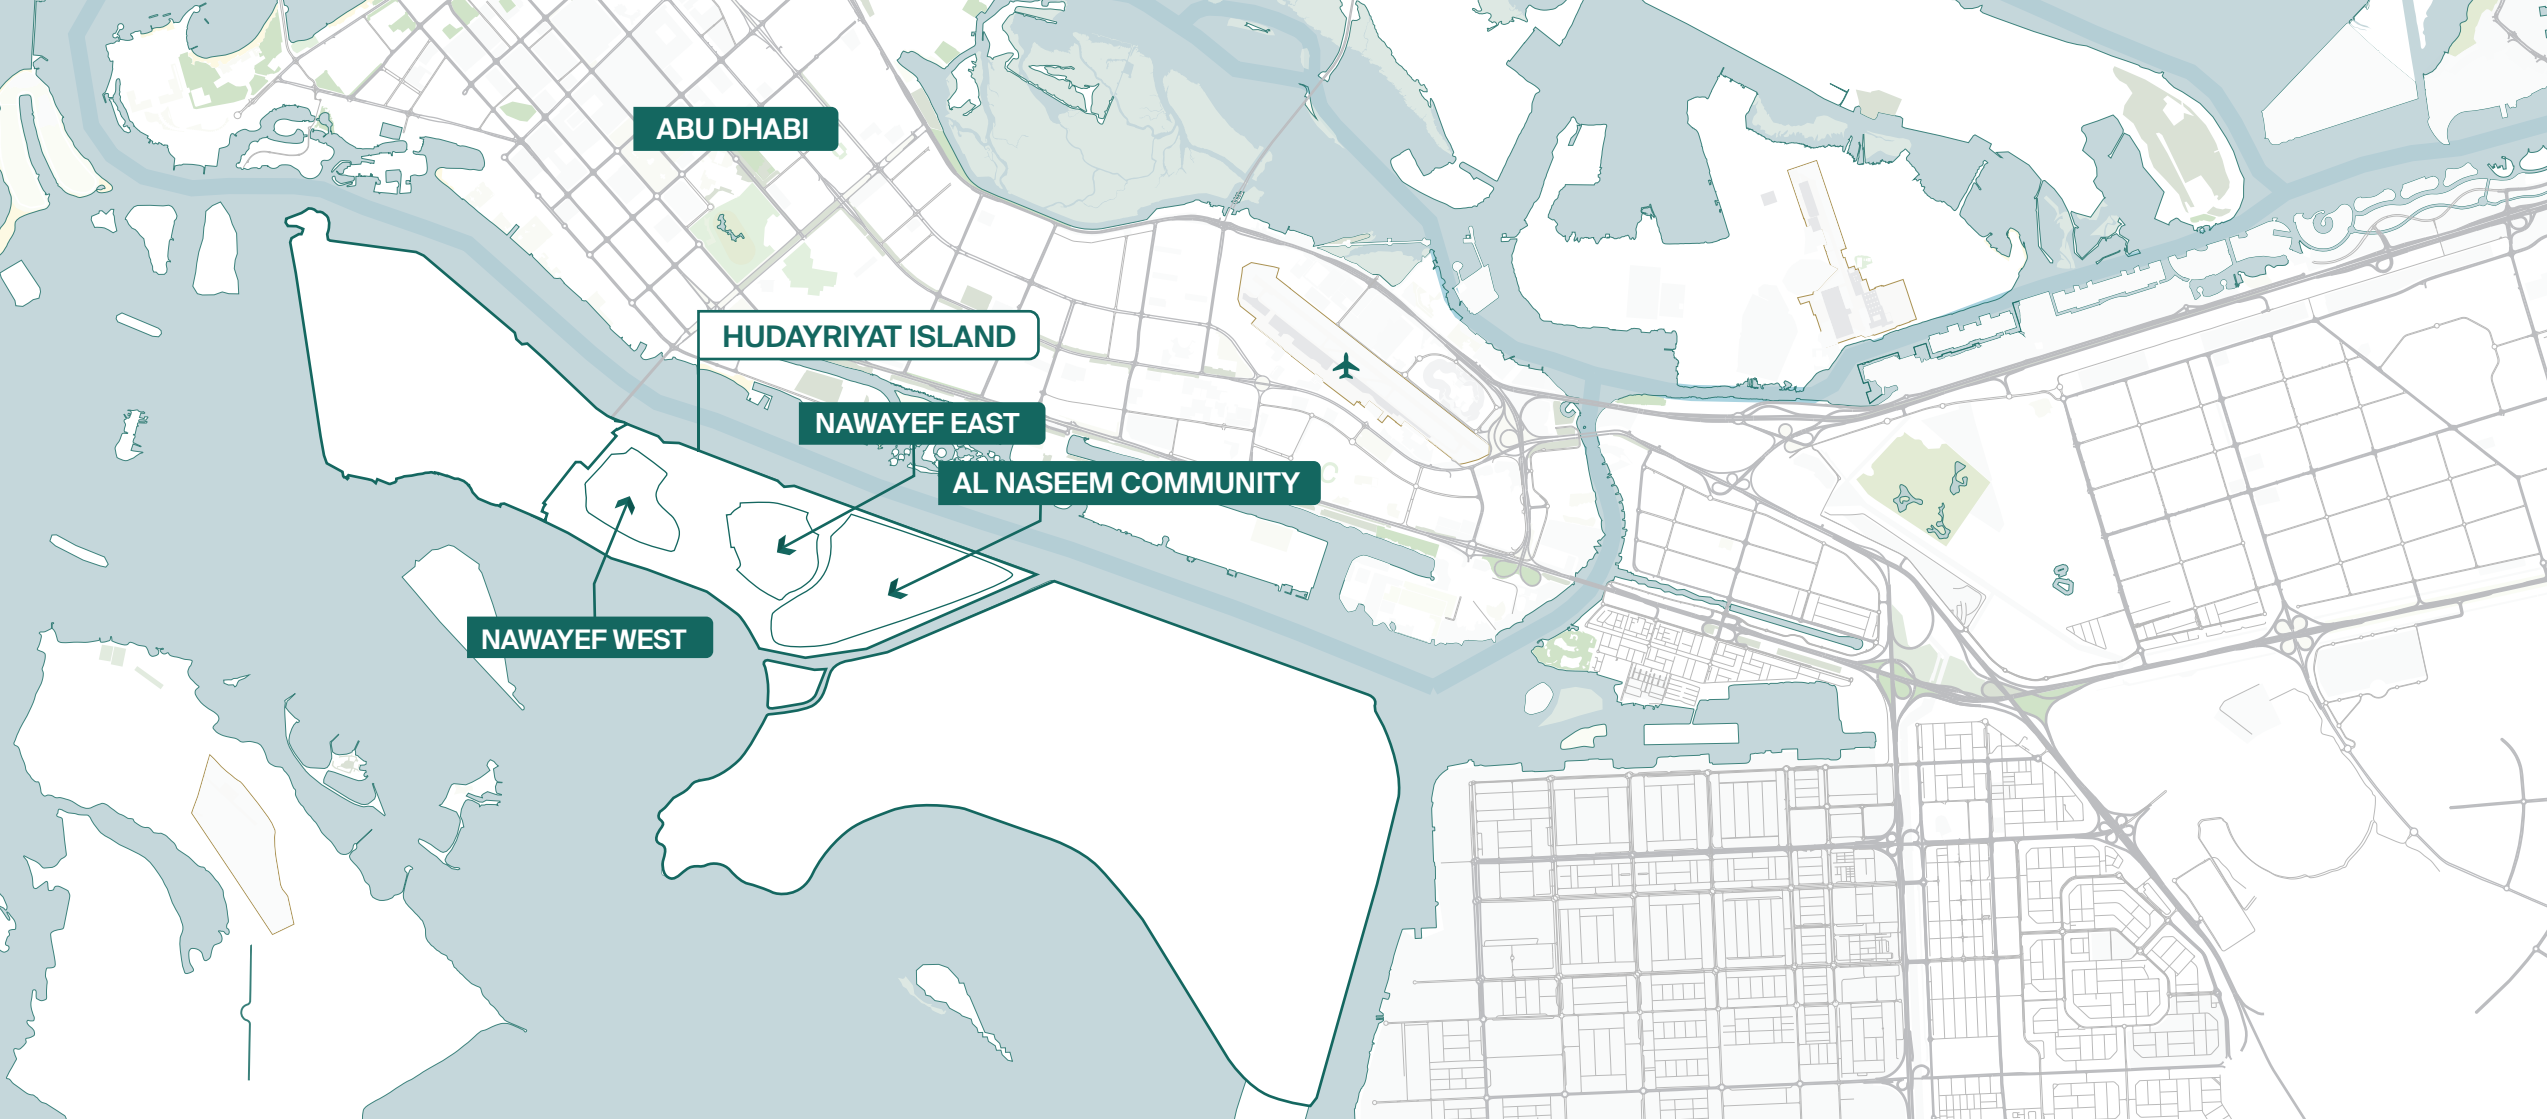 ABU DHABI
HUDAYRIYAT ISLAND
NAWAYEF EAST
AL NASEEM COMMUNITY
NAWAYEF WEST